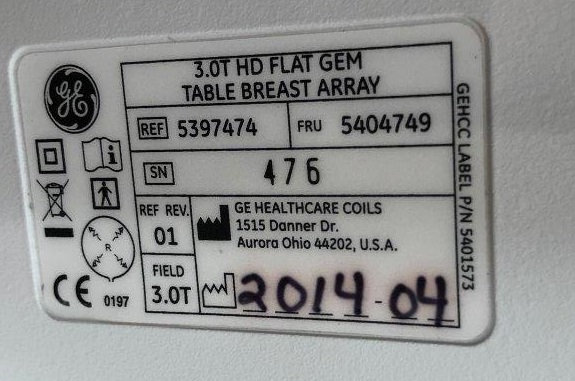 GE
3.0T HD FLAT GEM
TABLE BREAST ARRAY
REF 5397474 FRU 5404749
SN 476
REF REV.
01
GE HEALTHCARE COILS
1515 Danner Dr.
Aurora Ohio 44202, U.S.A.
FIELD
3.0T
2014-04
i
R
CE 0197
GEHCC LABEL P/N 5401573